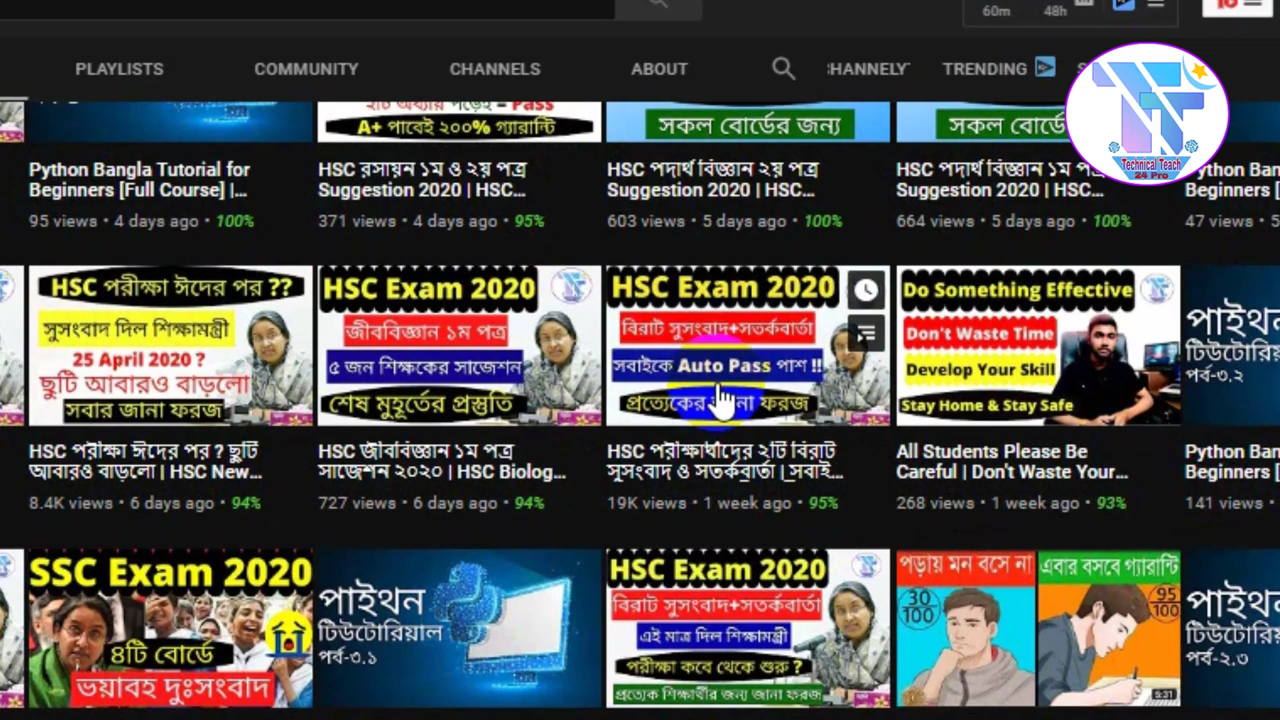 60m
48h
PLAYLISTS
COMMUNITY
CHANNELS
ABOUT
TRENDING
Technical Teach
24 Pro
A+ পাবেই ২০০% গ্যারান্টি
সকল বোর্ডের জন্য
সকল বোর্ডে
Python Bangla Tutorial for
Beginners [Full Course] |...
95 views • 4 days ago • 100%
HSC রসায়ন ১ম ও ২য় পত্র
Suggestion 2020 | HSC...
371 views • 4 days ago • 95%
HSC পদার্থ বিজ্ঞান ২য় পত্র
Suggestion 2020 | HSC...
603 views • 5 days ago • 100%
HSC পদার্থ বিজ্ঞান ১ম
Suggestion 2020 | HSC...
664 views • 5 days ago • 100%
Python Ban
Beginners [
47 views •
HSC পরীক্ষা ঈদের পর ??
সুসংবাদ দিল শিক্ষামন্ত্রী
25 April 2020 ?
ছুটি আবারও বাড়লো
সবার জানা ফরজ
HSC পরীক্ষা ঈদের পর ? ছুটি
আবারও বাড়লো | HSC New...
8.4K views • 6 days ago • 94%
HSC Exam 2020
জীববিজ্ঞান ১ম পত্র
৫ জন শিক্ষকের সাজেশন
শেষ মুহূর্তের প্রস্তুতি
HSC জীববিজ্ঞান ১ম পত্র
সাজেশন ২০২০ | HSC Biolog...
727 views • 6 days ago • 94%
HSC Exam 2020
বিরাট সুসংবাদ+সতর্কবার্তা
সবাইকে Auto Pass পাশ !!
প্রত্যেকের জানা ফরজ
HSC পরীক্ষার্থীদের ২টি বিরাট
সুসংবাদ ও সতর্কবার্তা | সবাই...
19K views • 1 week ago • 95%
Do Something Effective
Don't Waste Time
Develop Your Skill
Stay Home & Stay Safe
All Students Please Be
Careful | Don't Waste Your...
268 views • 1 week ago • 93%
টিউটোরি
পর্ব-৩.২
Python Ban
Beginners [
141 views •
SSC Exam 2020
৪টি বোর্ডে
ভয়াবহ দুঃসংবাদ
পাইথন
টিউটোরিয়াল
পর্ব-৩.১
HSC Exam 2020
বিরাট সুসংবাদ+সতর্কবার্তা
এই মাত্র দিল শিক্ষামন্ত্রী
পরীক্ষা কবে থেকে শুরু ?
প্রত্যেক শিক্ষার্থীর জন্য জানা ফরজ
পড়ায় মন বসে না
এবার বসবে গ্যারান্টি
30
100
95
100
5:31
টিউটোরি
পর্ব-২.৩